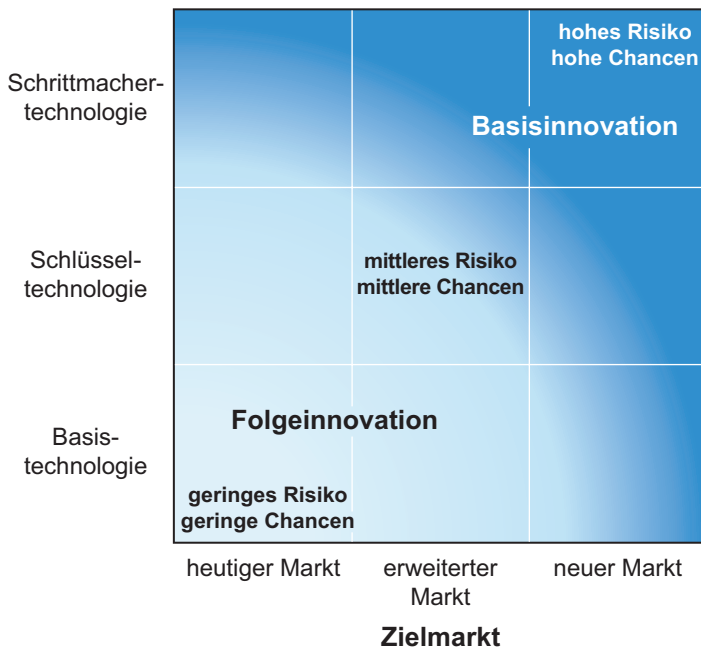 hohes Risiko
hohe Chancen
Schrittmacher-
technologie
Basisinnovation
Schlüssel-
technologie
mittleres Risiko
mittlere Chancen
Folgeinnovation
Basis-
technologie
geringes Risiko
geringe Chancen
heutiger Markt
erweiterter
Markt
neuer Markt
Zielmarkt